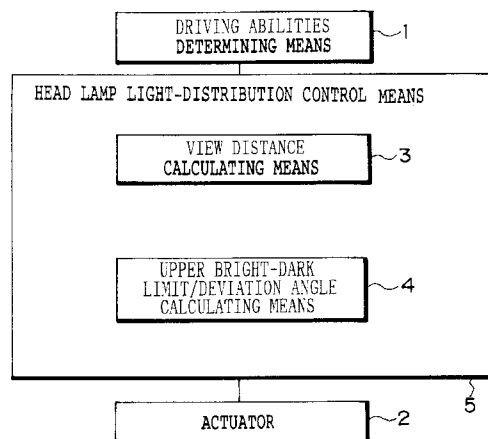 DRIVING ABILITIES
DETERMINING MEANS
1
HEAD LAMP LIGHT-DISTRIBUTION CONTROL MEANS
VIEW DISTANCE
CALCULATING MEANS
3
UPPER BRIGHT-DARK
LIMIT/DEVIATION ANGLE
CALCULATING MEANS
4
5
ACTUATOR
2